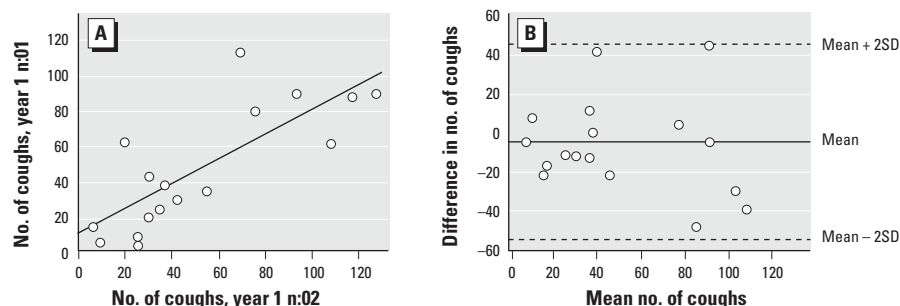 A
No. of coughs, year 1 n:01
120
100
80
60
40
20
0
0 20 40 60 80 100 120
No. of coughs, year 1 n:02
B
Difference in no. of coughs
60
40
20
0
–20
–40
–60
0 20 40 60 80 100 120
Mean no. of coughs
Mean + 2SD
Mean
Mean – 2SD